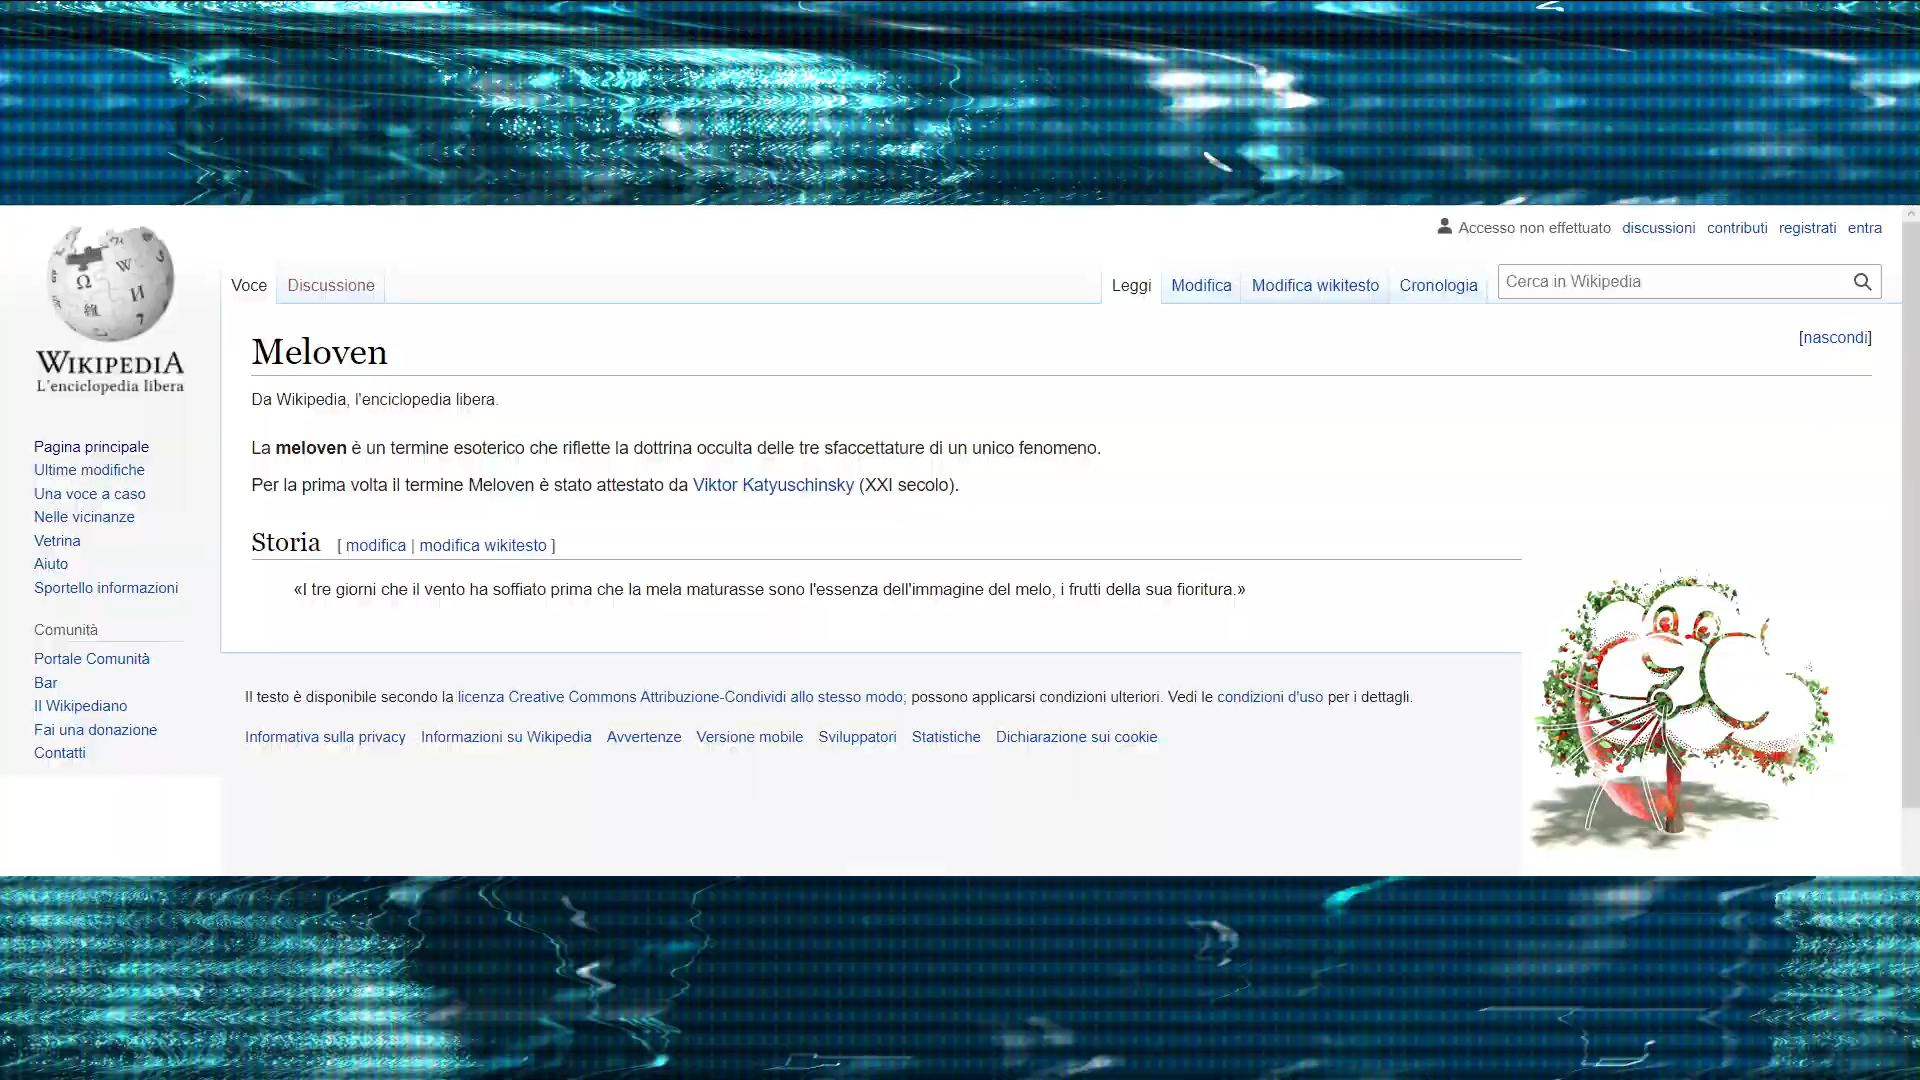 Accesso non effettuato discussioni contributi registrati entra
Voce Discussione Leggi Modifica Modifica wikitesto Cronologia Cerca in Wikipedia
WIKIPEDIA
L'enciclopedia libera
Meloven
[nascondi]
Da Wikipedia, l'enciclopedia libera.
La meloven è un termine esoterico che riflette la dottrina occulta delle tre sfaccettature di un unico fenomeno.
Per la prima volta il termine Meloven è stato attestato da Viktor Katyuschinsky (XXI secolo).
Storia [ modifica | modifica wikitesto ]
«I tre giorni che il vento ha soffiato prima che la mela maturasse sono l'essenza dell'immagine del melo, i frutti della sua fioritura.»
Pagina principale
Ultime modifiche
Una voce a caso
Nelle vicinanze
Vetrina
Aiuto
Sportello informazioni
Comunità
Portale Comunità
Bar
Il Wikipediano
Fai una donazione
Contatti
Il testo è disponibile secondo la licenza Creative Commons Attribuzione-Condividi allo stesso modo; possono applicarsi condizioni ulteriori. Vedi le condizioni d'uso per i dettagli.
Informativa sulla privacy Informazioni su Wikipedia Avvertenze Versione mobile Sviluppatori Statistiche Dichiarazione sui cookie